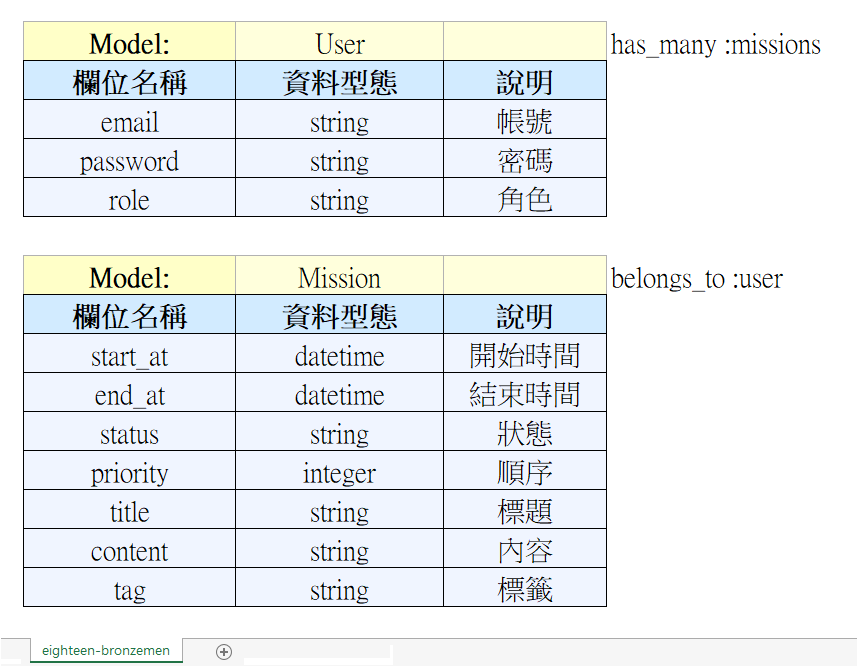 Model: User has_many :missions
欄位名稱 資料型態 說明
email string 帳號
password string 密碼
role string 角色
Model: Mission belongs_to :user
欄位名稱 資料型態 說明
start_at datetime 開始時間
end_at datetime 結束時間
status string 狀態
priority integer 順序
title string 標題
content string 內容
tag string 標籤
eighteen-bronzemen